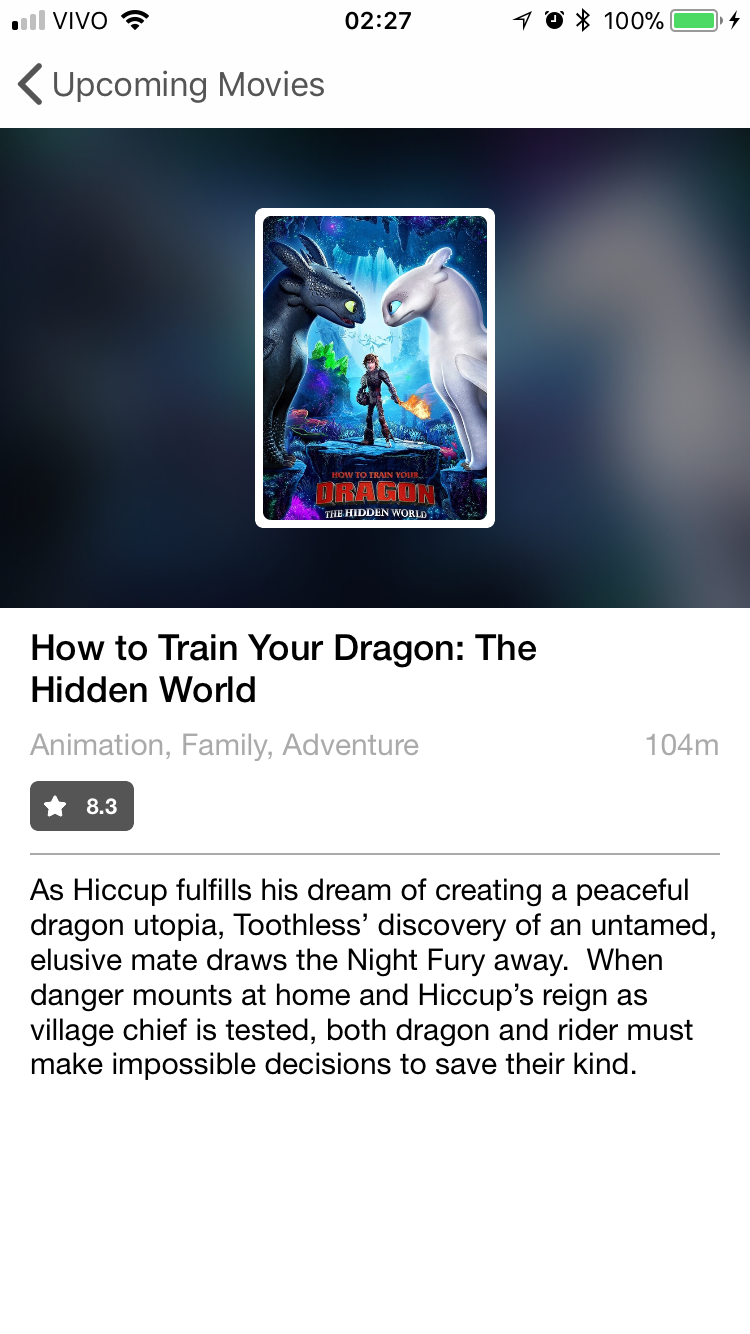 VIVO 02:27 100%
Upcoming Movies
HOW TO TRAIN YOUR
DRAGON
THE HIDDEN WORLD
How to Train Your Dragon: The
Hidden World
Animation, Family, Adventure 104m
8.3
As Hiccup fulfills his dream of creating a peaceful
dragon utopia, Toothless’ discovery of an untamed,
elusive mate draws the Night Fury away.  When
danger mounts at home and Hiccup’s reign as
village chief is tested, both dragon and rider must
make impossible decisions to save their kind.